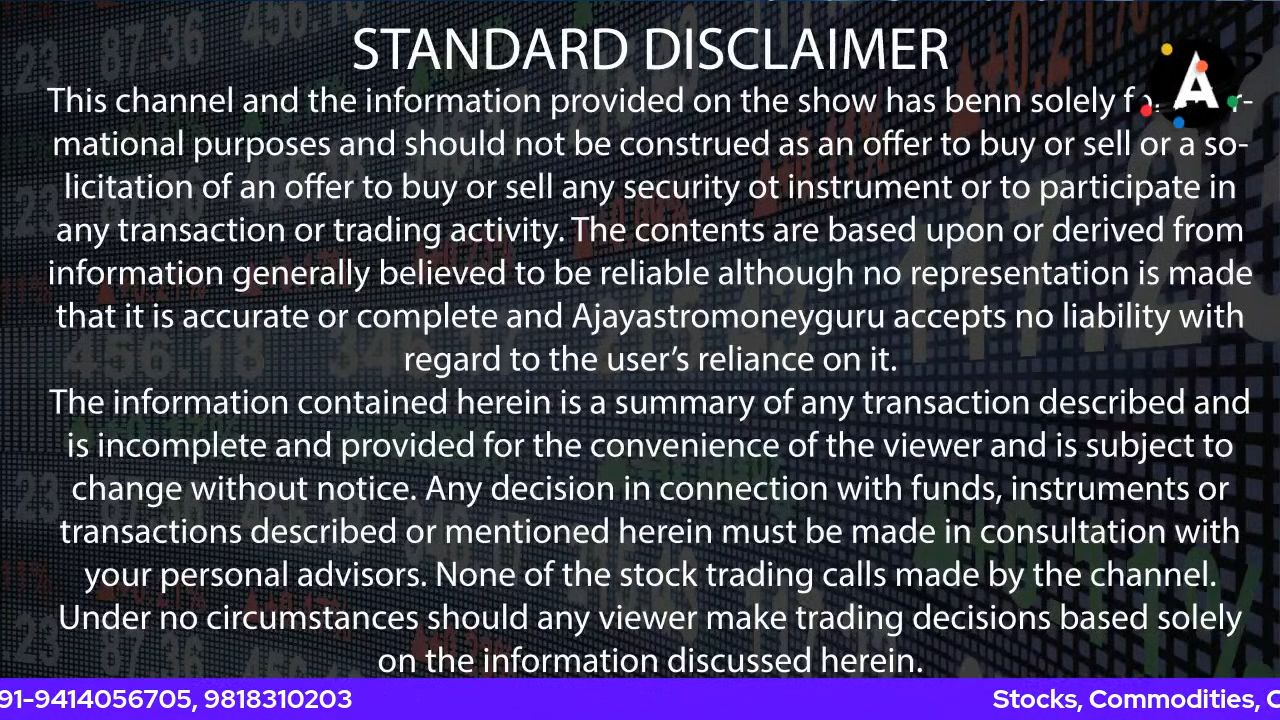 STANDARD DISCLAIMER
A
This channel and the information provided on the show has benn solely
mational purposes and should not be construed as an offer to buy or sell or a so-
licitation of an offer to buy or sell any security ot instrument or to participate in
any transaction or trading activity. The contents are based upon or derived from
information generally believed to be reliable although no representation is made
that it is accurate or complete and Ajayastromoneyguru accepts no liability with
regard to the user’s reliance on it.
The information contained herein is a summary of any transaction described and
is incomplete and provided for the convenience of the viewer and is subject to
change without notice. Any decision in connection with funds, instruments or
transactions described or mentioned herein must be made in consultation with
your personal advisors. None of the stock trading calls made by the channel.
Under no circumstances should any viewer make trading decisions based solely
on the information discussed herein.
91-9414056705, 9818310203
Stocks, Commodities,